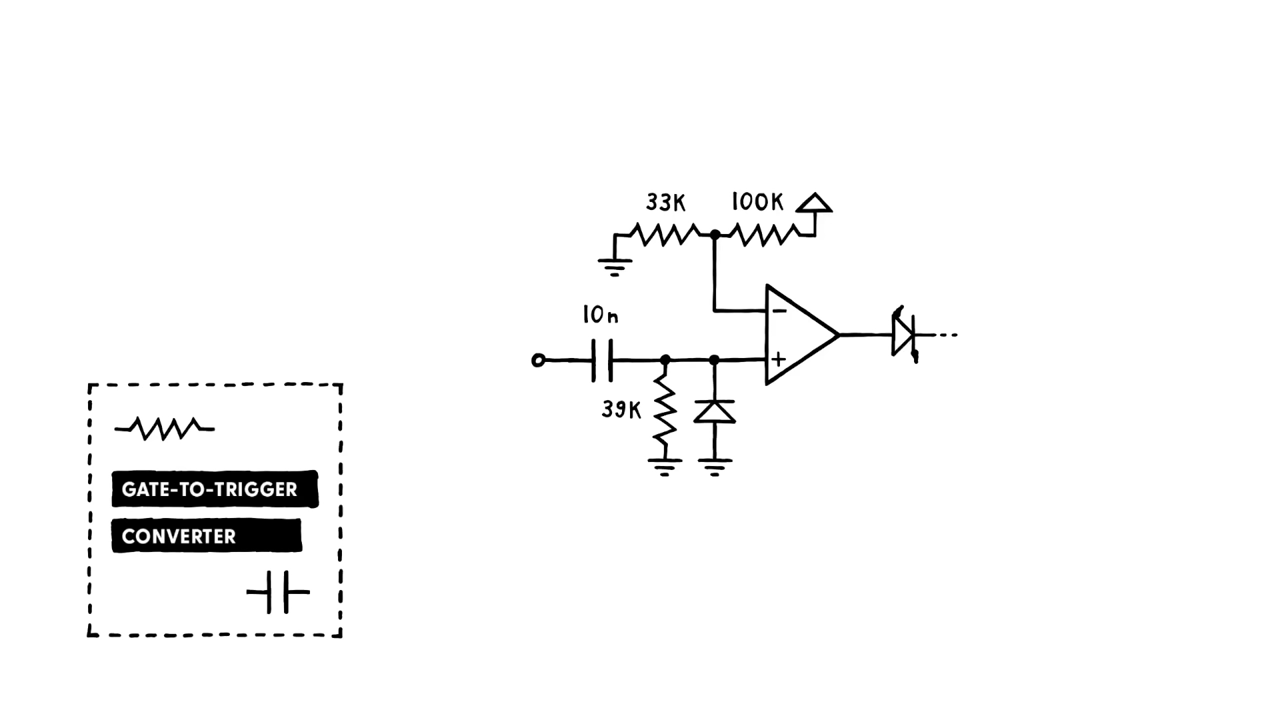 33K
100K
10n
39K
GATE-TO-TRIGGER
CONVERTER